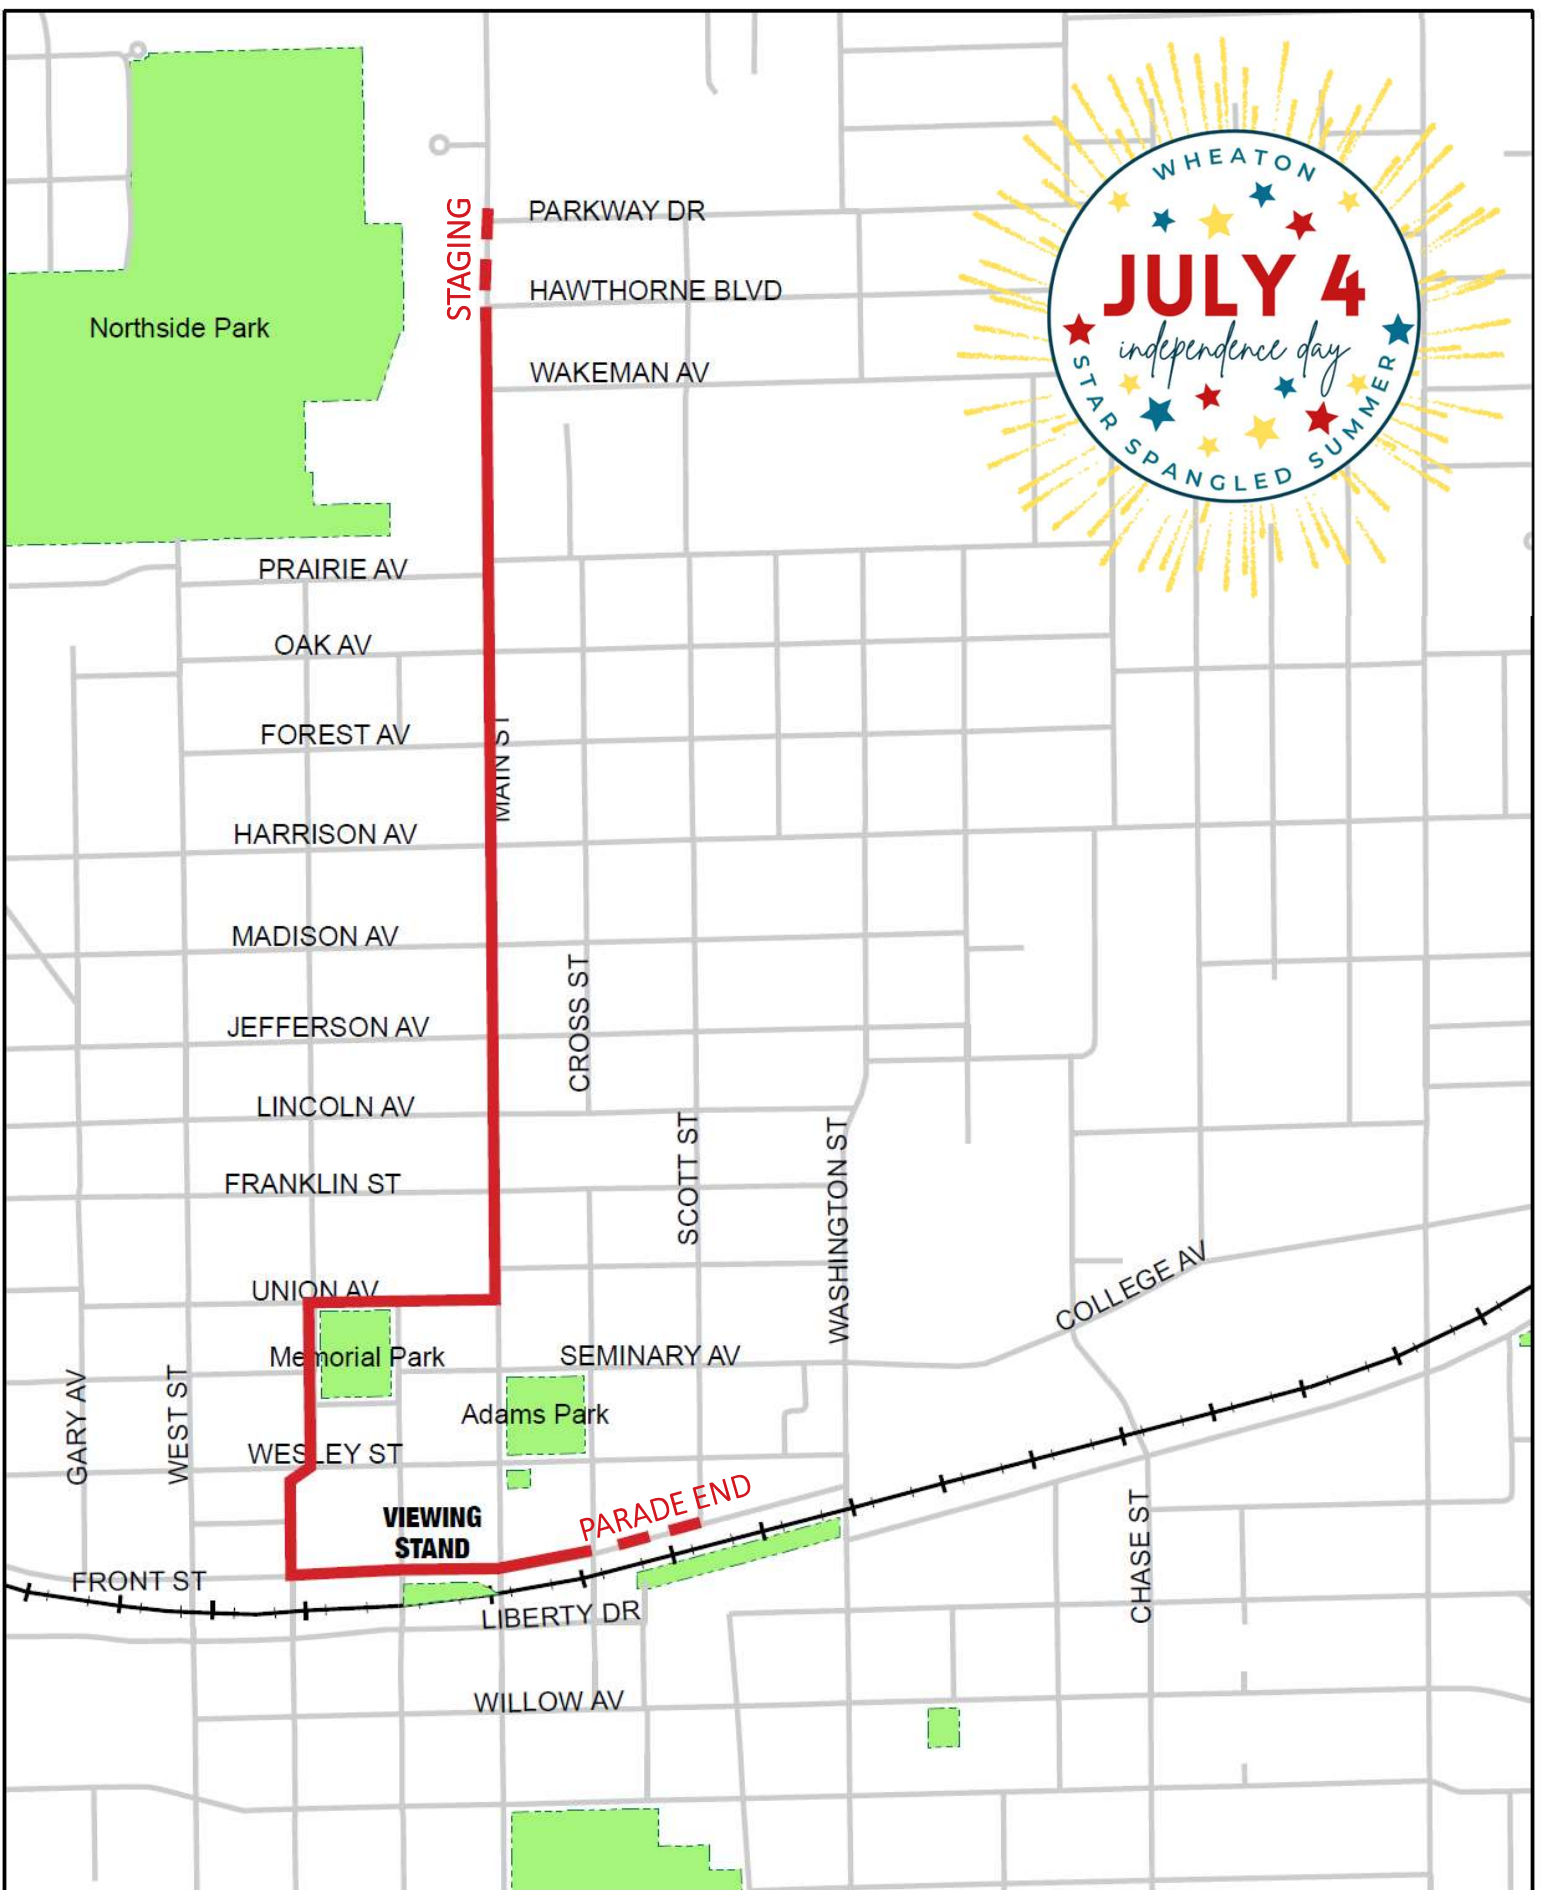 WHEATON
JULY 4
independence day
STAR SPANGLED SUMMER
STAGING
PARKWAY DR
HAWTHORNE BLVD
Northside Park
WAKEMAN AV
PRAIRIE AV
OAK AV
FOREST AV
MAIN ST
HARRISON AV
MADISON AV
CROSS ST
JEFFERSON AV
LINCOLN AV
SCOTT ST
WASHINGTON ST
FRANKLIN ST
COLLEGE AV
UNION AV
Memorial Park
SEMINARY AV
GARY AV
WEST ST
Adams Park
WESLEY ST
PARADE END
VIEWING
STAND
CHASE ST
FRONT ST
LIBERTY DR
WILLOW AV